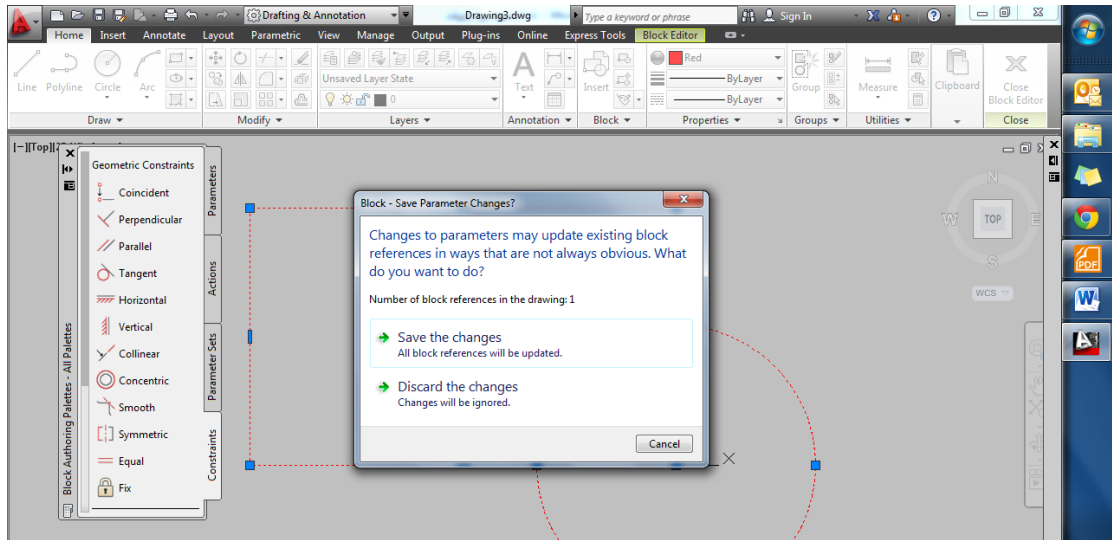 Drafting & Annotation
Drawing3.dwg
Type a keyword or phrase
Sign In
Home Insert Annotate Layout Parametric View Manage Output Plug-ins Online Express Tools Block Editor
Line Polyline Circle Arc
Unsaved Layer State
0
Text
Insert
Red
ByLayer
ByLayer
Group
Measure
Clipboard
Close
Block Editor
Draw Modify Layers Annotation Block Properties Groups Utilities Close
[−][Top]
Geometric Constraints
Coincident
Perpendicular
Parallel
Tangent
Horizontal
Vertical
Collinear
Concentric
Smooth
Symmetric
Equal
Fix
Parameters
Actions
Parameter Sets
Constraints
Block Authoring Palettes - All Palettes
Block - Save Parameter Changes?
Changes to parameters may update existing block
references in ways that are not always obvious. What
do you want to do?
Number of block references in the drawing: 1
Save the changes
All block references will be updated.
Discard the changes
Changes will be ignored.
Cancel
N
W
TOP
E
S
WCS
PDF